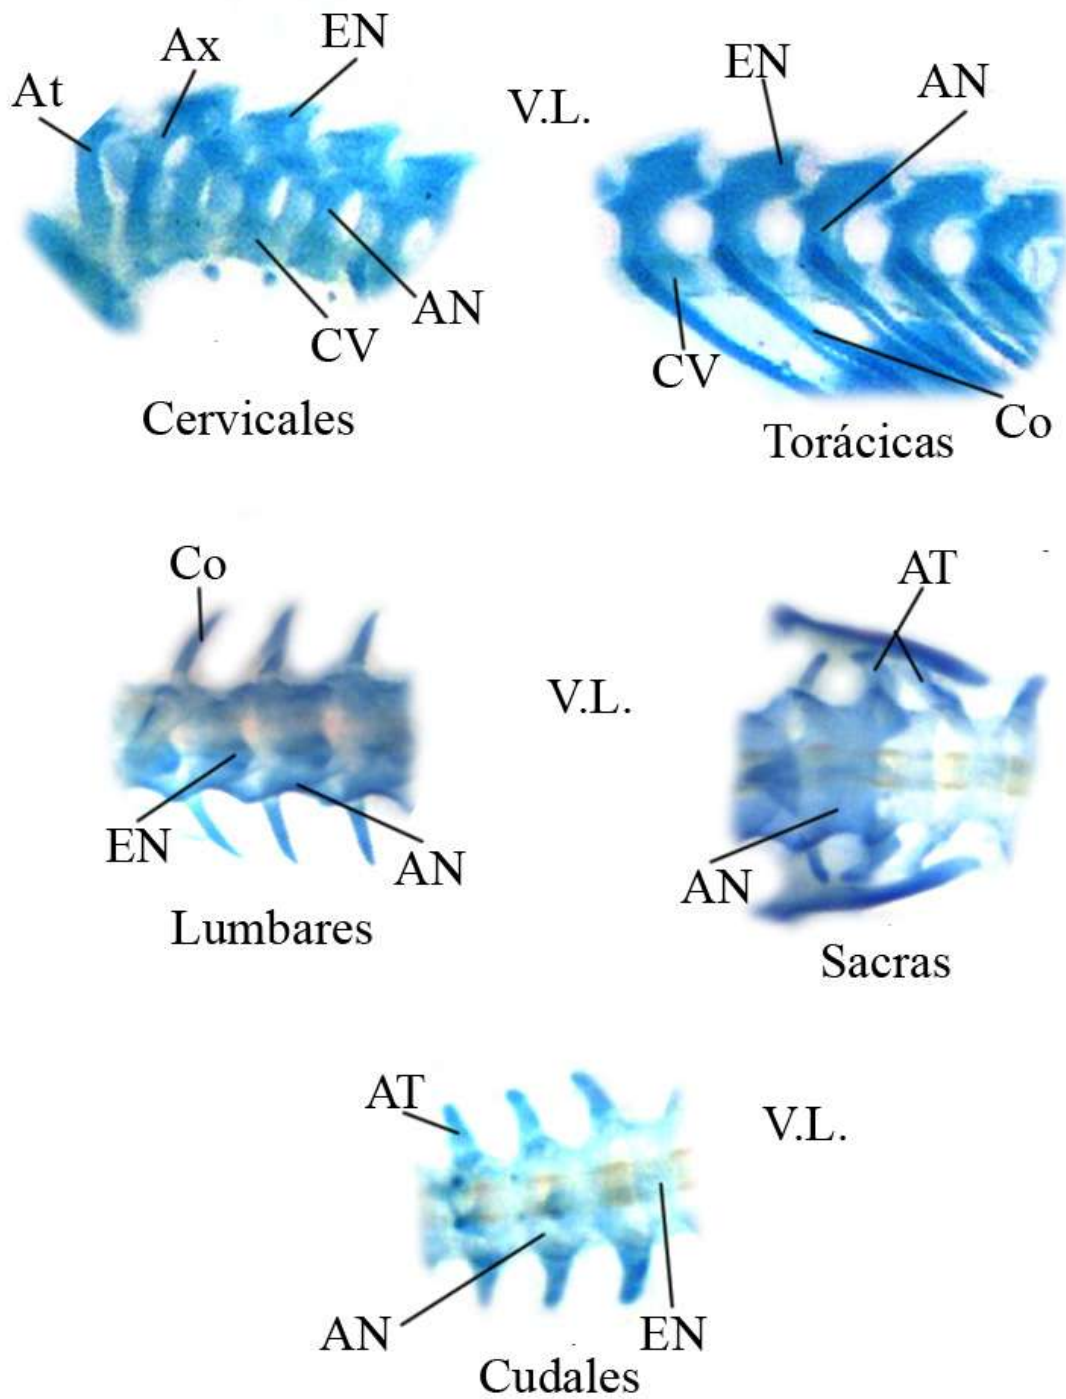 At
Ax
EN
V.L.
EN
AN
CV
AN
CV
Co
Cervicales
Torácicas
Co
AT
V.L.
EN
AN
AN
Lumbares
Sacras
AT
V.L.
AN
EN
Cudales